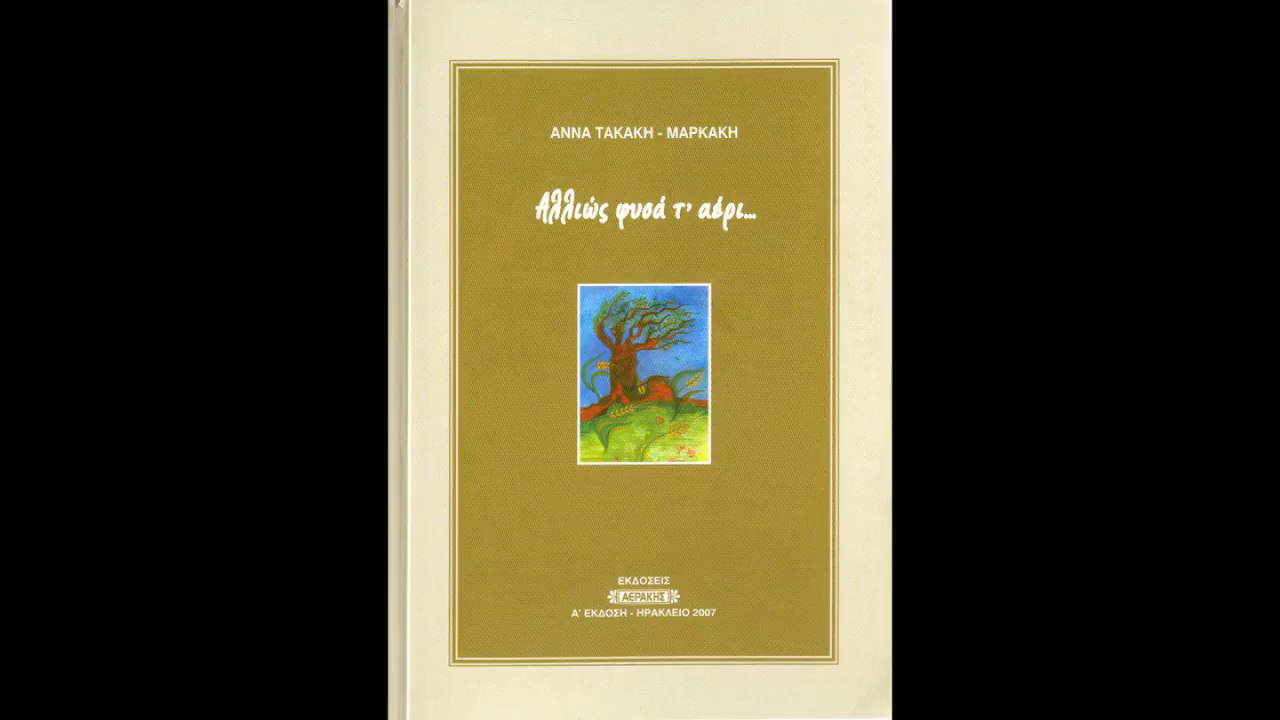 ΑΝΝΑ ΤΑΚΑΚΗ - ΜΑΡΚΑΚΗ
Αλλιώς φυσά τ' αέρι...
ΕΚΔΟΣΕΙΣ
ΑΕΡΑΚΗΣ
Α' ΕΚΔΟΣΗ - ΗΡΑΚΛΕΙΟ 2007